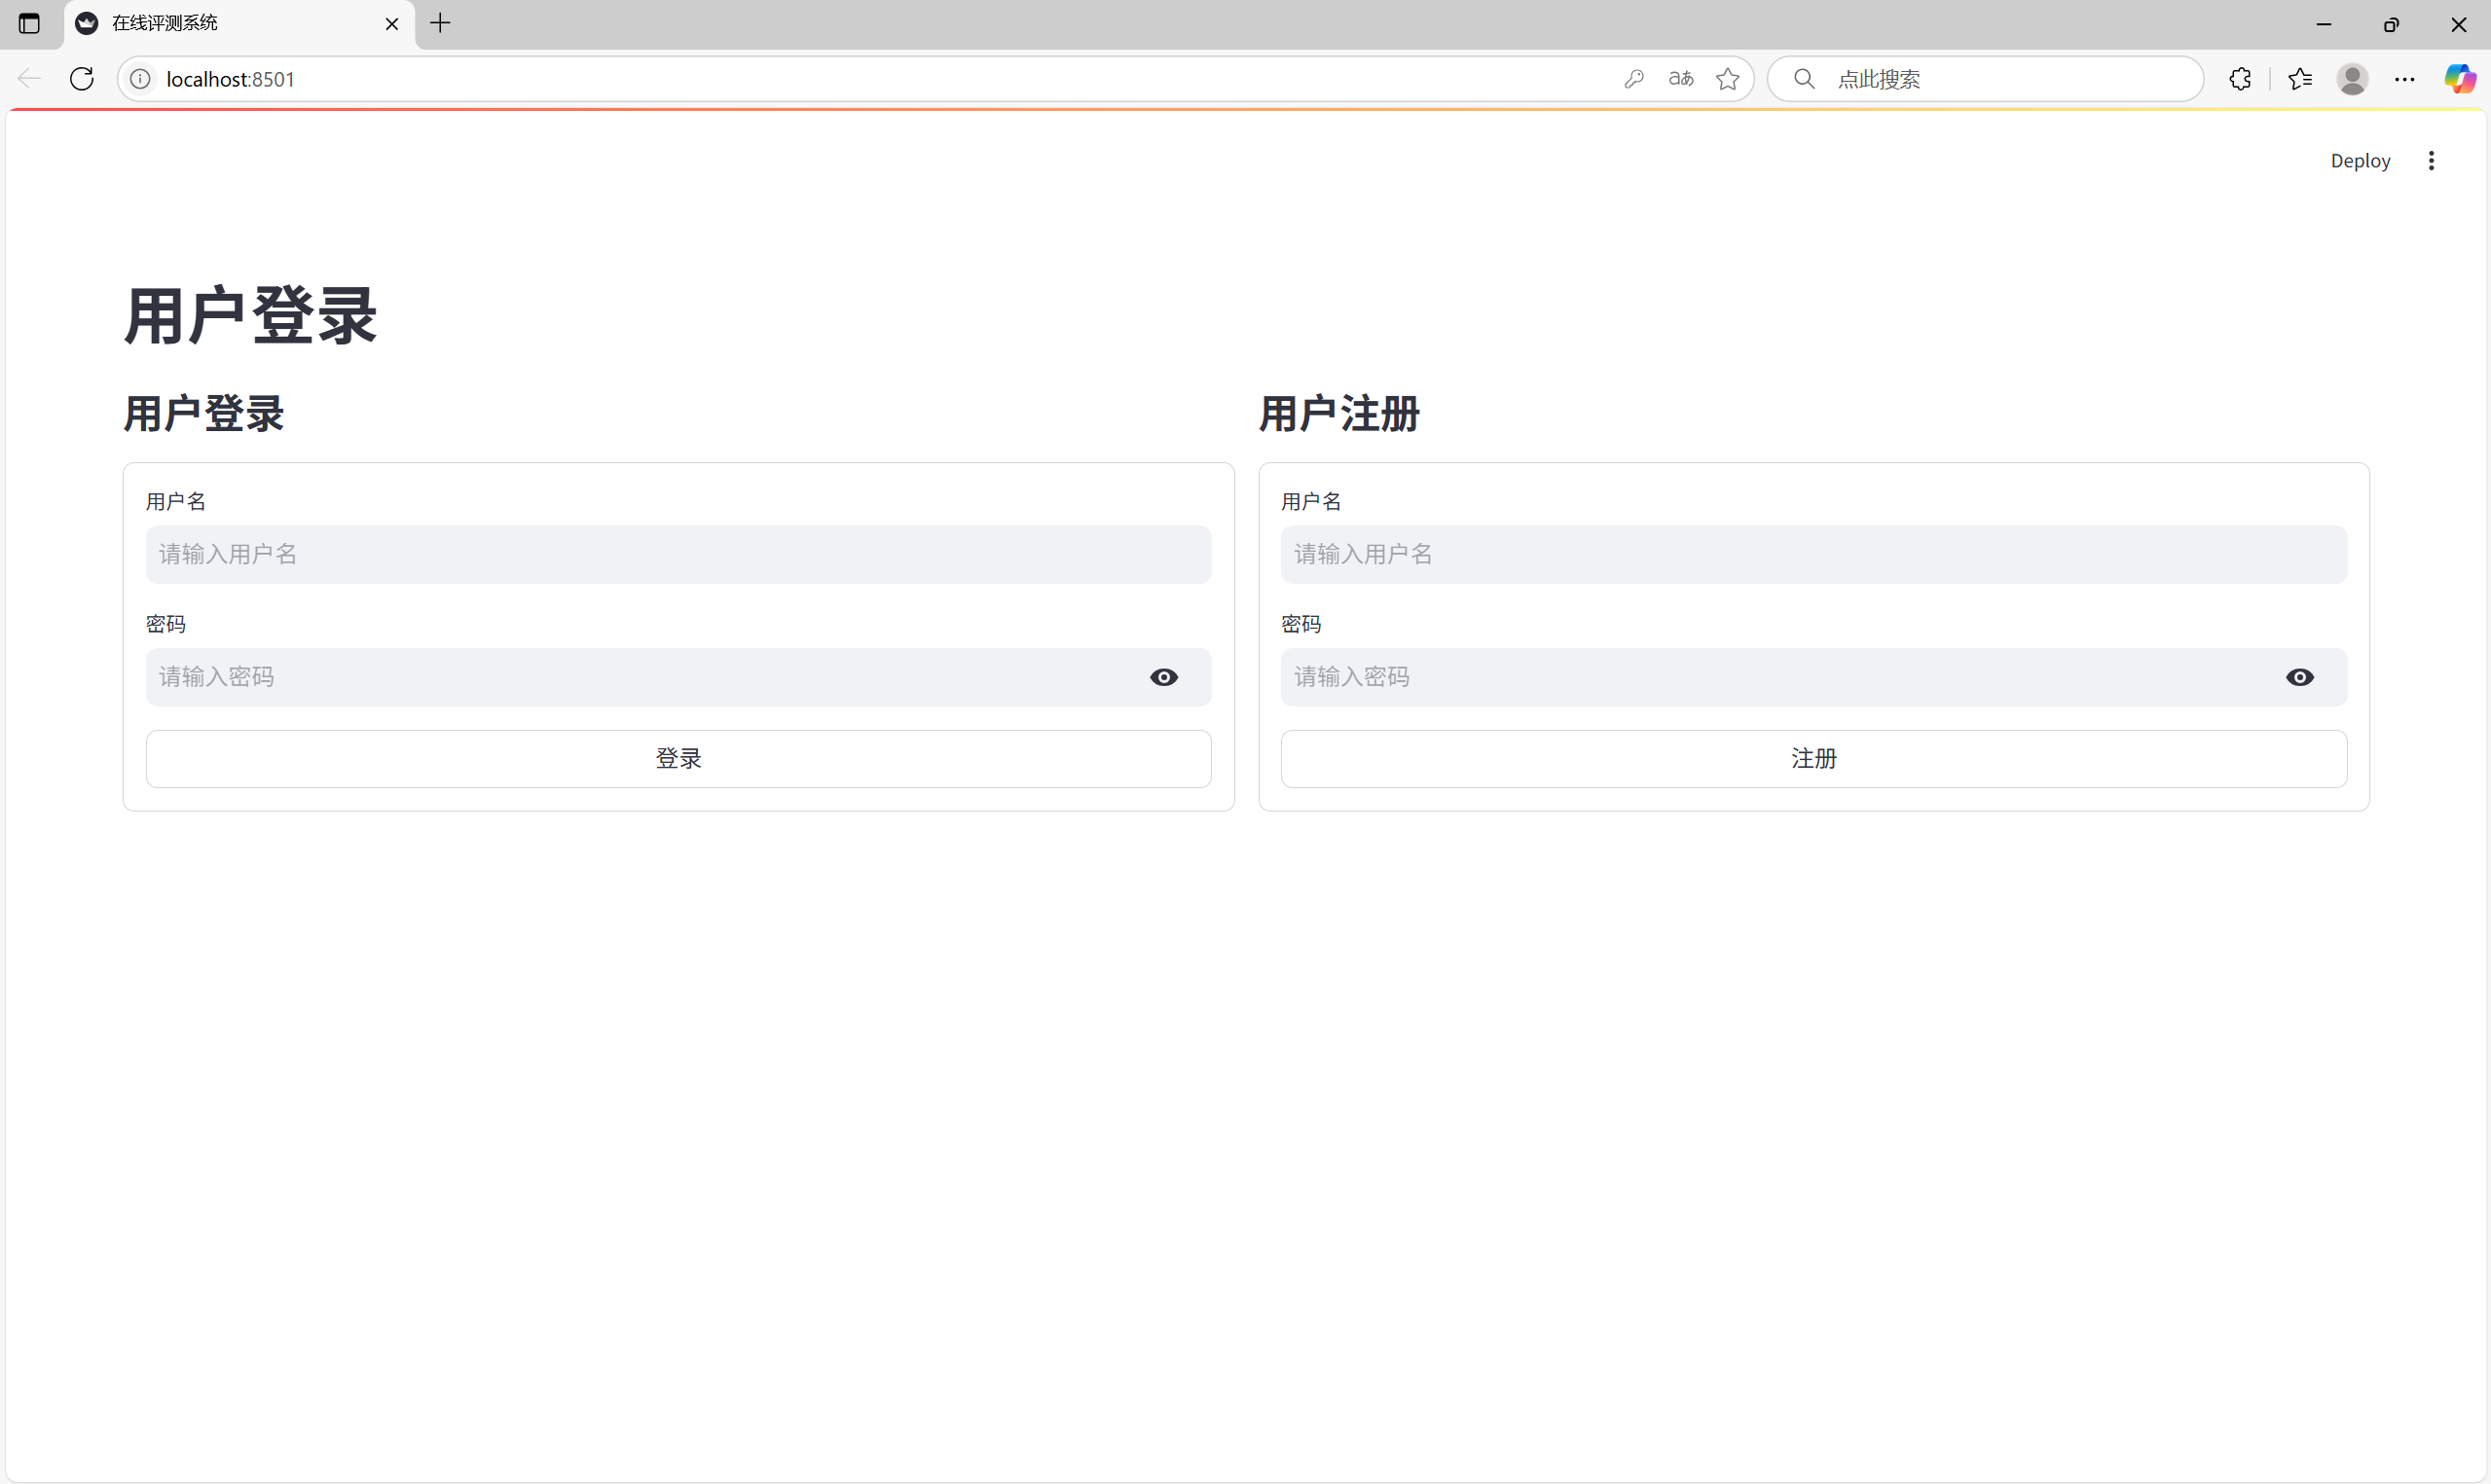 在线评测系统
localhost:8501
aあ
点此搜索
Deploy
用户登录
用户登录
用户名
请输入用户名
密码
请输入密码
登录
用户注册
用户名
请输入用户名
密码
请输入密码
注册